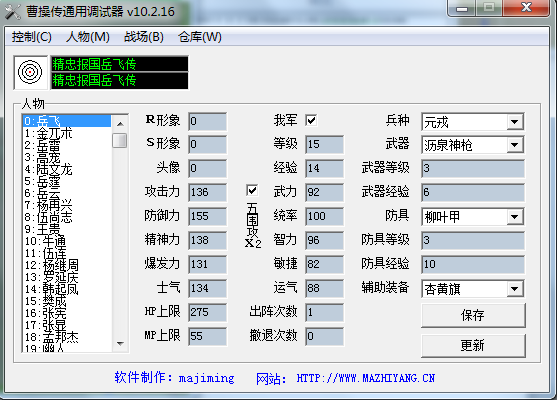 曹操传通用调试器 v10.2.16
控制(C) 人物(M) 战场(B) 仓库(W)
精忠报国岳飞传
精忠报国岳飞传
人物
0:岳飞
1:金兀术
2:岳雷
3:高宠
4:陆文龙
5:岳霆
6:岳云
7:杨再兴
8:伍尚志
9:王贵
10:牛通
11:伍连
12:杨继周
13:罗延庆
14:韩起凤
15:樊成
16:张宪
17:张显
18:孟邦杰
19:幽人
R形象 0
S形象 0
头像 0
攻击力 136
防御力 155
精神力 138
爆发力 131
士气 134
HP上限 275
MP上限 55
五围攻X2
我军
等级 15
经验 14
武力 92
统率 100
智力 96
敏捷 82
运气 88
出阵次数 1
撤退次数 0
兵种 元戎
武器 沥泉神枪
武器等级 3
武器经验 6
防具 柳叶甲
防具等级 3
防具经验 10
辅助装备 杏黄旗
保存
更新
软件制作: majiming 网站: HTTP://WWW.MAZHIYANG.CN